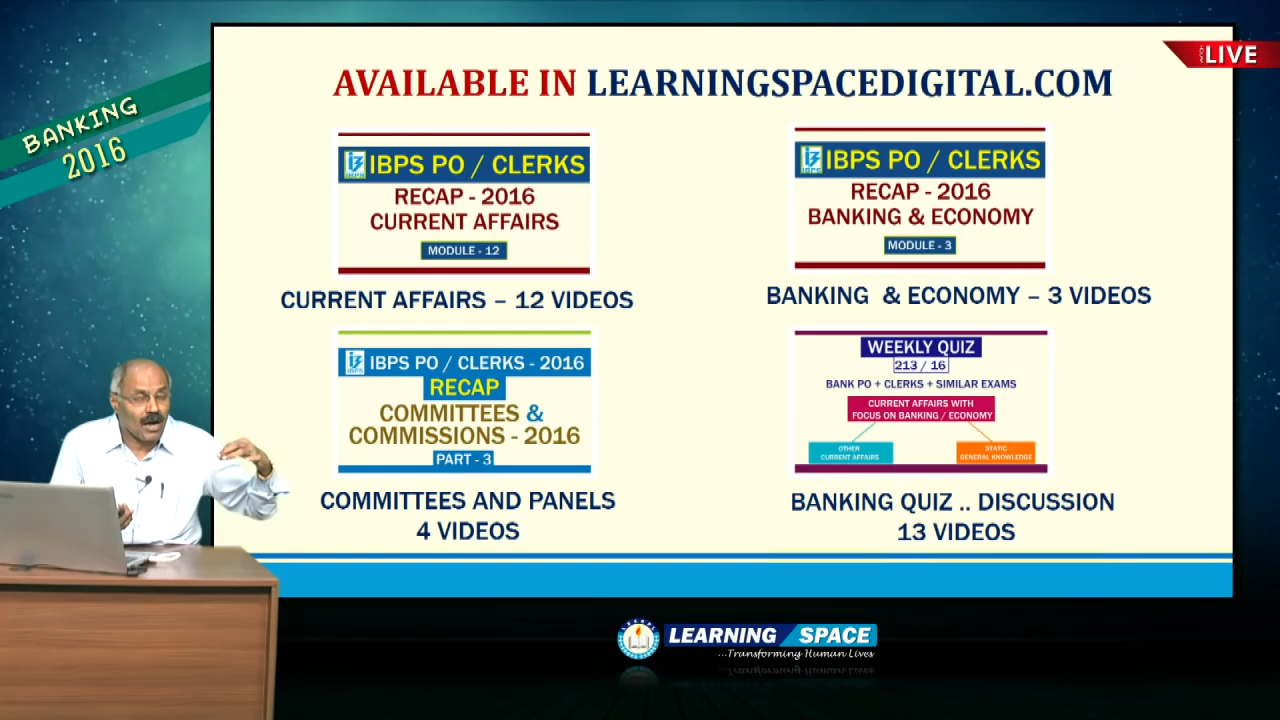 AVAILABLE IN LEARNINGSPACEDIGITAL.COM
LIVE
BANKING
2016
IBPS PO / CLERKS
RECAP - 2016
CURRENT AFFAIRS
MODULE - 12
CURRENT AFFAIRS – 12 VIDEOS
IBPS PO / CLERKS
RECAP - 2016
BANKING & ECONOMY
MODULE - 3
BANKING & ECONOMY – 3 VIDEOS
IBPS PO / CLERKS - 2016
RECAP
COMMITTEES &
COMMISSIONS - 2016
PART - 3
COMMITTEES AND PANELS
4 VIDEOS
WEEKLY QUIZ
213 / 16
BANK PO + CLERKS + SIMILAR EXAMS
CURRENT AFFAIRS WITH
FOCUS ON BANKING / ECONOMY
OTHER
CURRENT AFFAIRS
STATIC
GENERAL KNOWLEDGE
BANKING QUIZ .. DISCUSSION
13 VIDEOS
LEARNING SPACE
...Transforming Human Lives